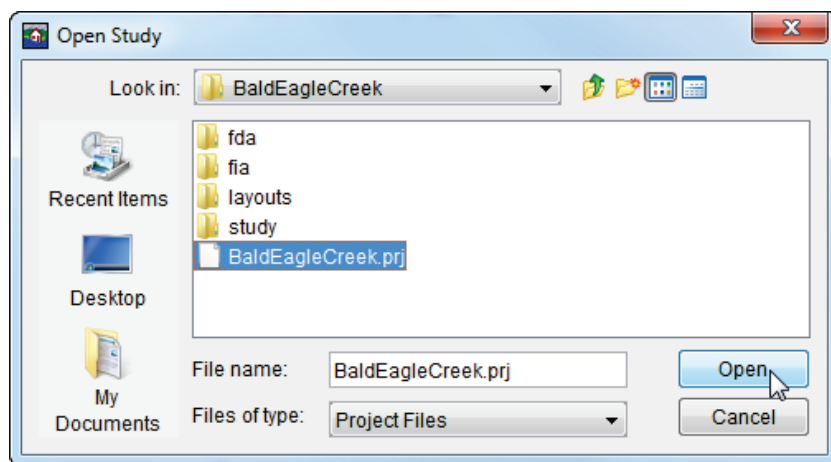 Open Study
Look in:
BaldEagleCreek
Recent Items
Desktop
My
Documents
fda
fia
layouts
study
BaldEagleCreek.prj
File name:
BaldEagleCreek.prj
Open
Files of type:
Project Files
Cancel